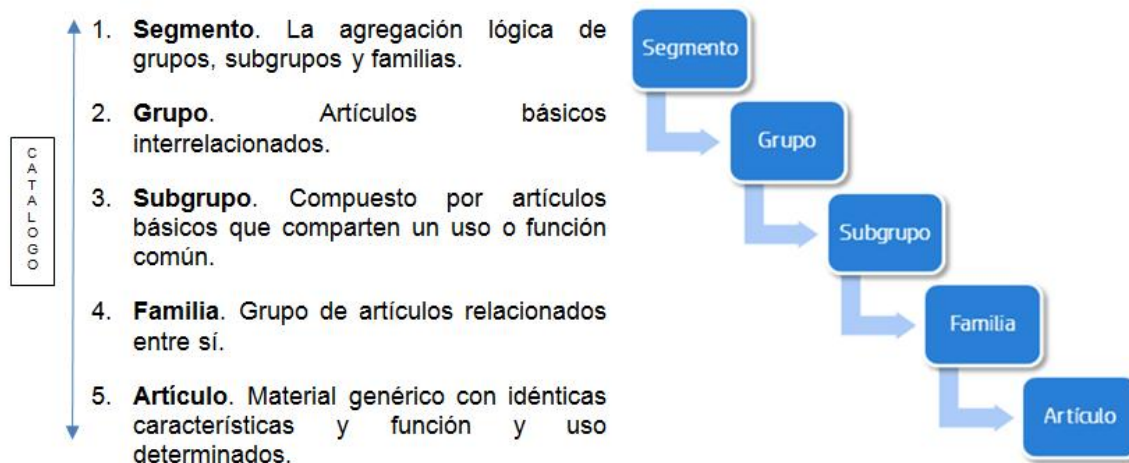 CATALOGO
1. Segmento. La agregación lógica de
grupos, subgrupos y familias.
2. Grupo. Artículos básicos
interrelacionados.
3. Subgrupo. Compuesto por artículos
básicos que comparten un uso o función
común.
4. Familia. Grupo de artículos relacionados
entre sí.
5. Artículo. Material genérico con idénticas
características y función y uso
determinados.
Segmento
Grupo
Subgrupo
Familia
Artículo